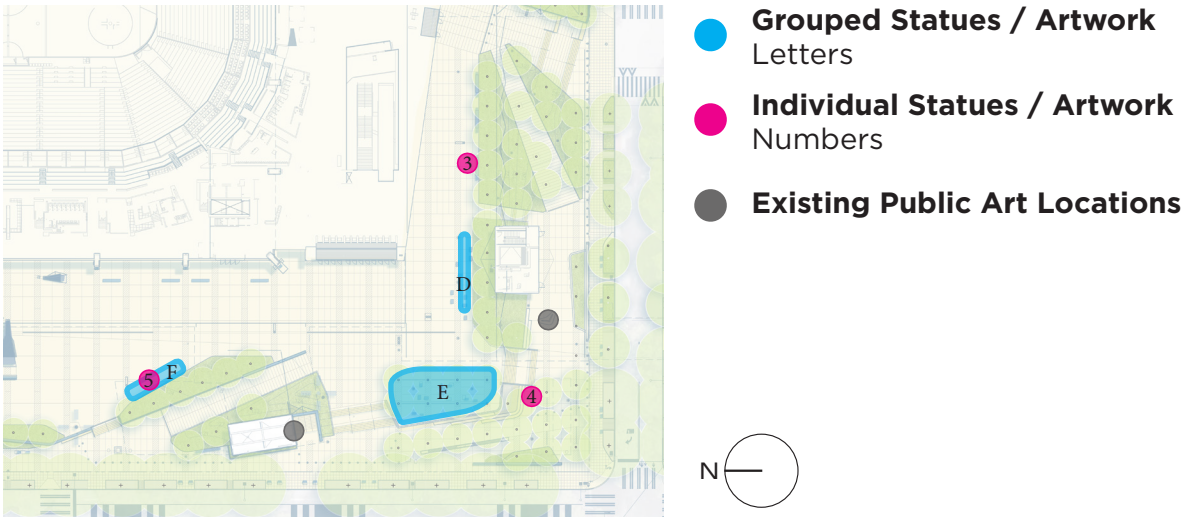 Grouped Statues / Artwork
Letters
Individual Statues / Artwork
Numbers
Existing Public Art Locations
3
D
5 F
E
4
N